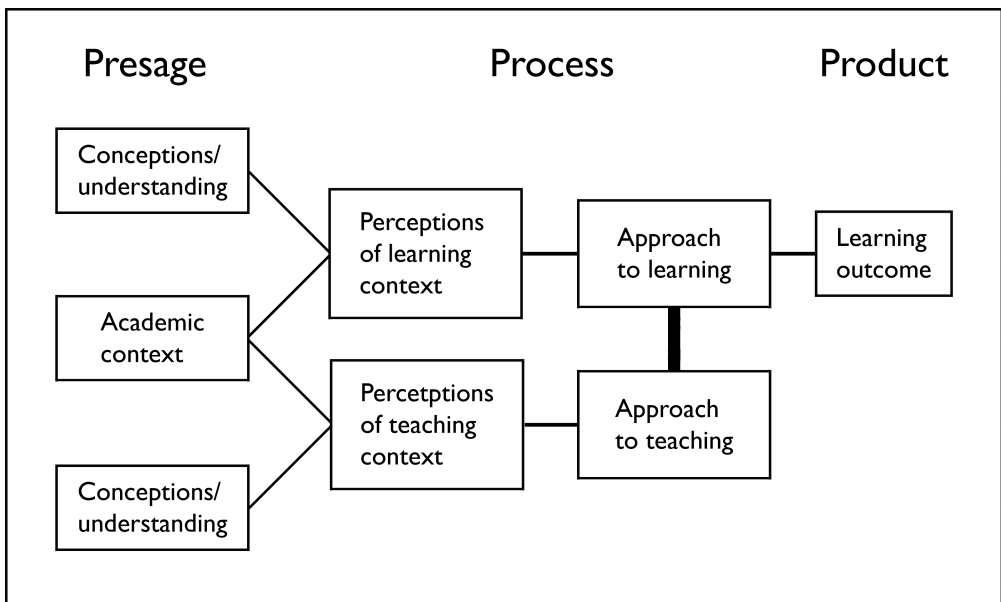 Presage
Process
Product
Conceptions/
understanding
Perceptions
of learning
context
Approach
to learning
Learning
outcome
Academic
context
Percetptions
of teaching
context
Approach
to teaching
Conceptions/
understanding